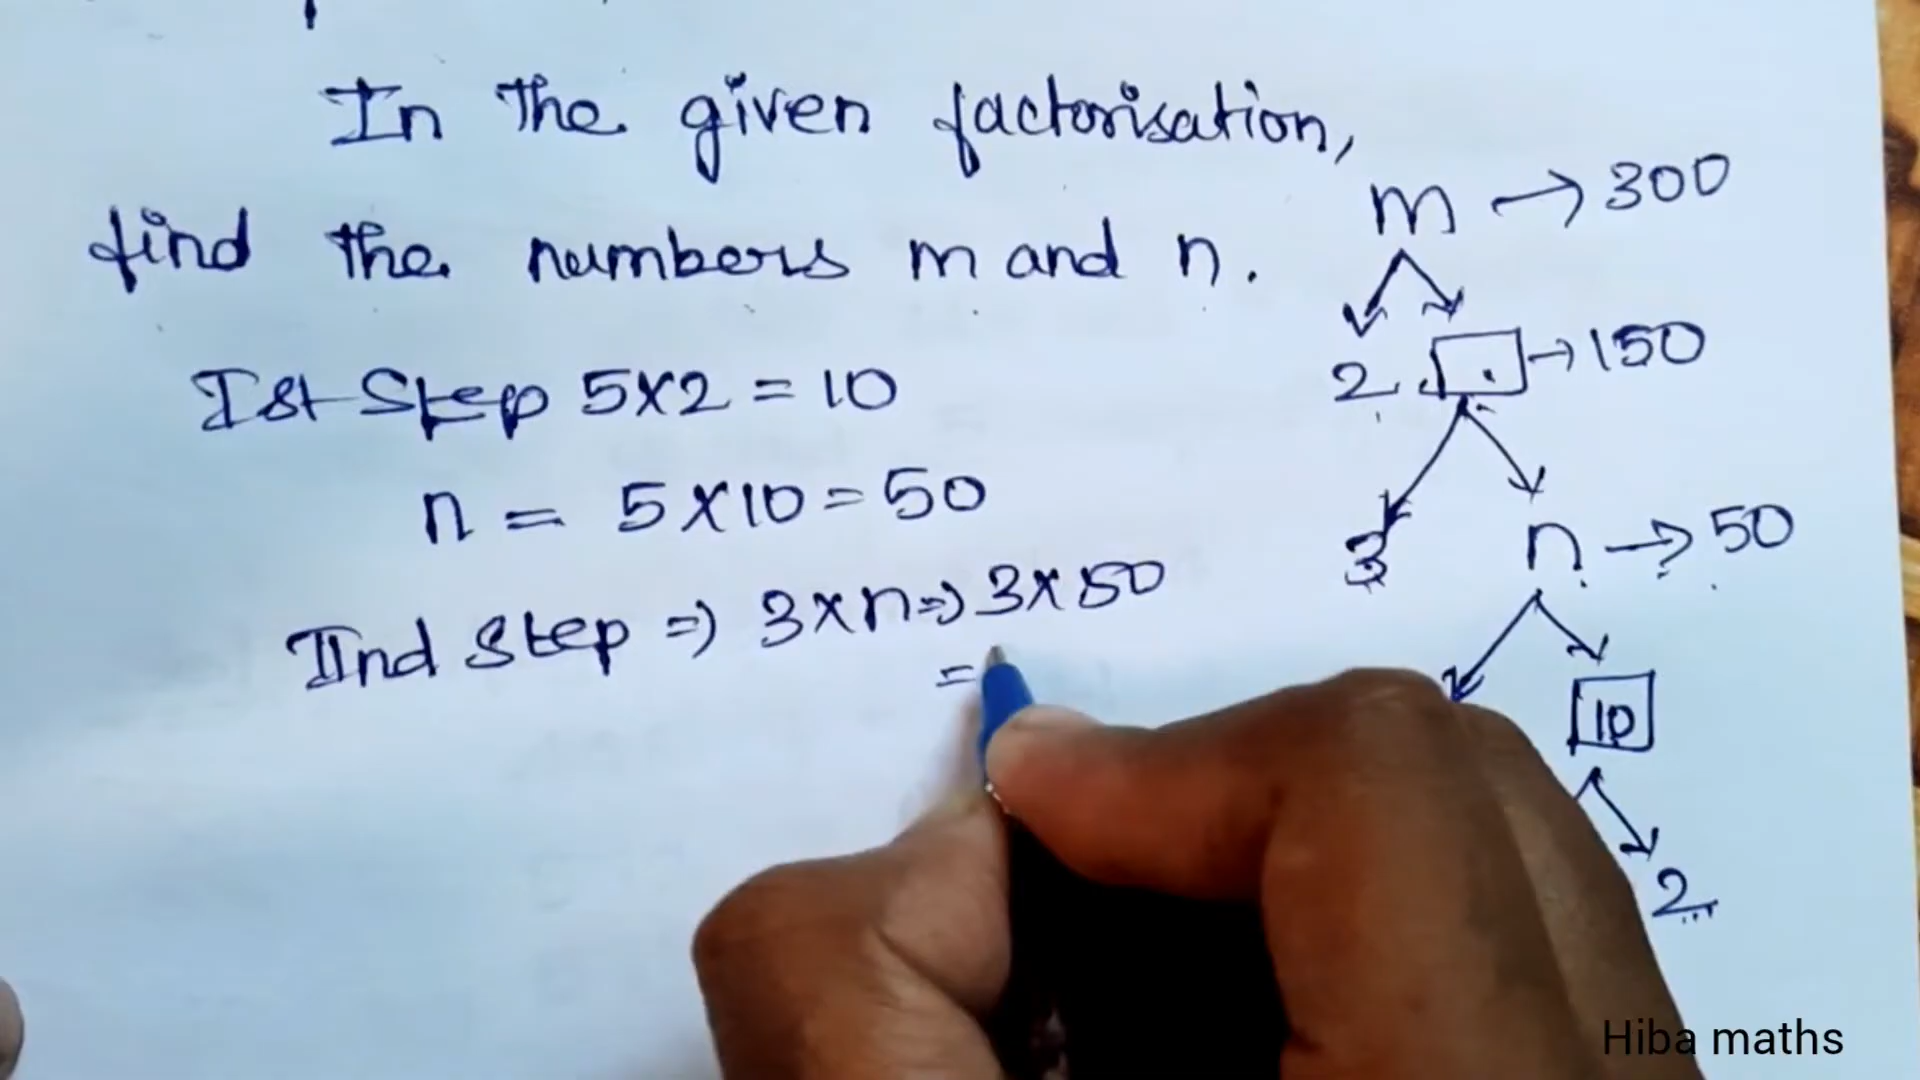 In the given factorisation,
find the numbers m and n.
Ist Step 5×2 = 10
n = 5×10 = 50
IInd Step ⇒ 3×n ⇒ 3×50
=
m → 300
2 . → 150
3 n → 50
10
2
Hiba maths